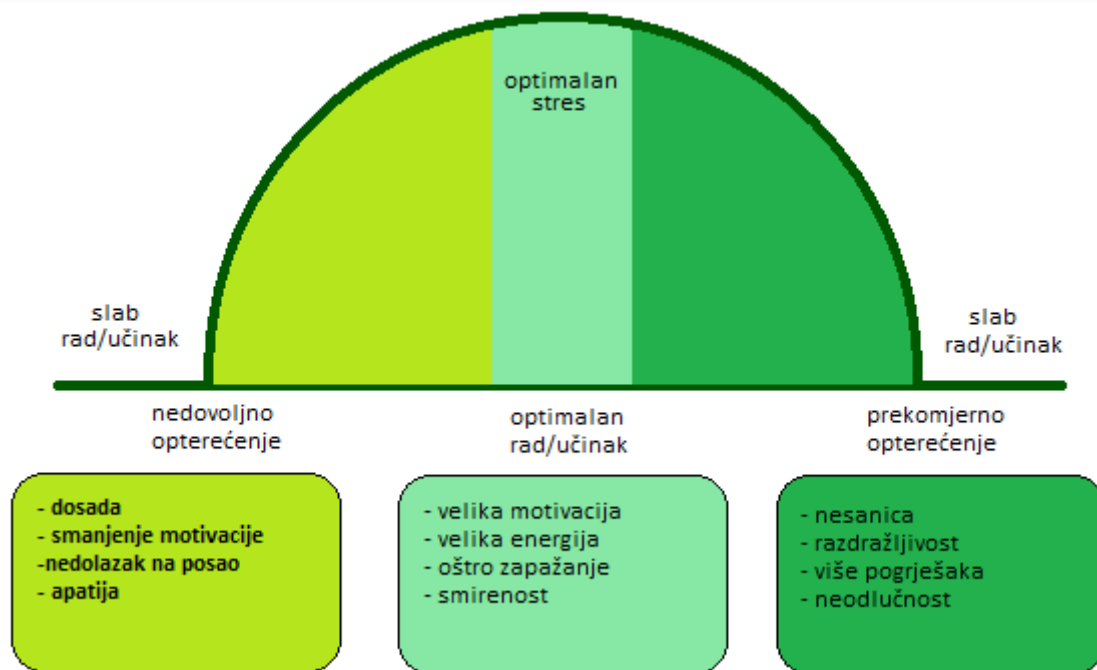 optimalan
stres
slab
rad/učinak
slab
rad/učinak
nedovoljno
opterećenje
optimalan
rad/učinak
prekomjerno
opterećenje
- dosada
- smanjenje motivacije
-nedolazak na posao
- apatija
- velika motivacija
- velika energija
- oštro zapažanje
- smirenost
- nesanica
- razdražljivost
- više pogrješaka
- neodlučnost